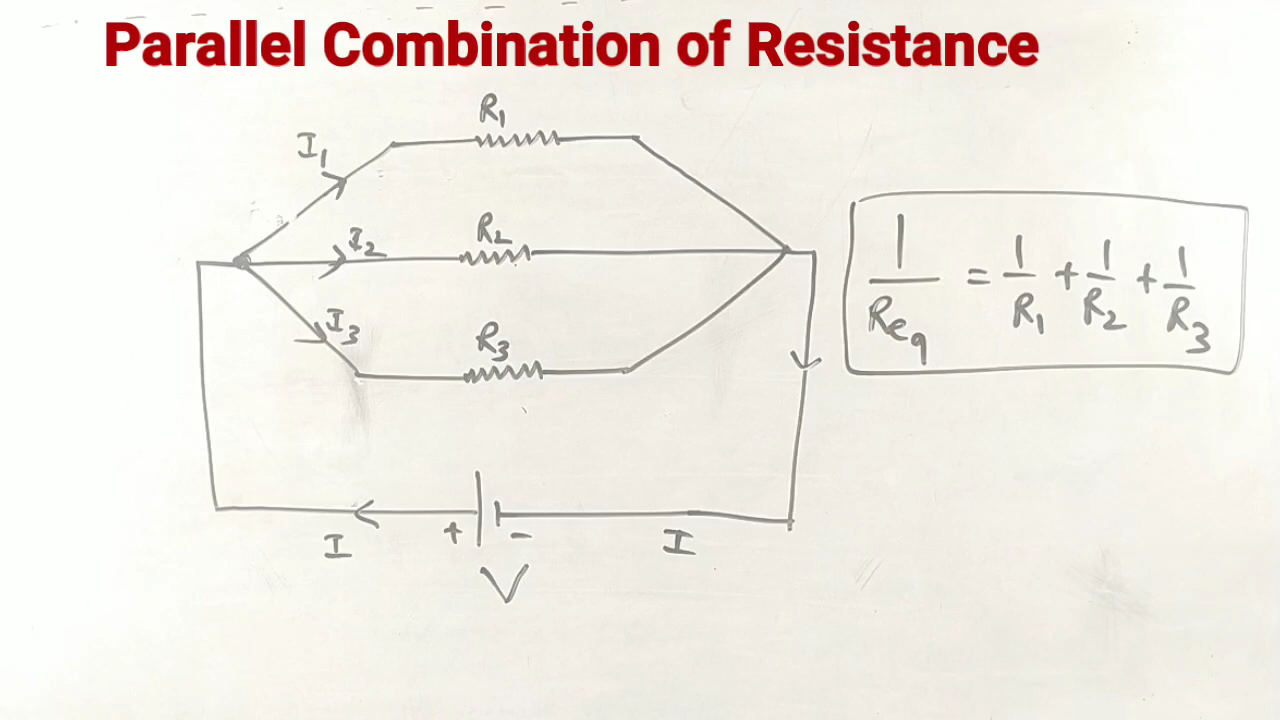 Parallel Combination of Resistance
R₁
I₁
I₂
R₂
I₃
R₃
1/Req = 1/R₁ + 1/R₂ + 1/R₃
I
+
-
I
V